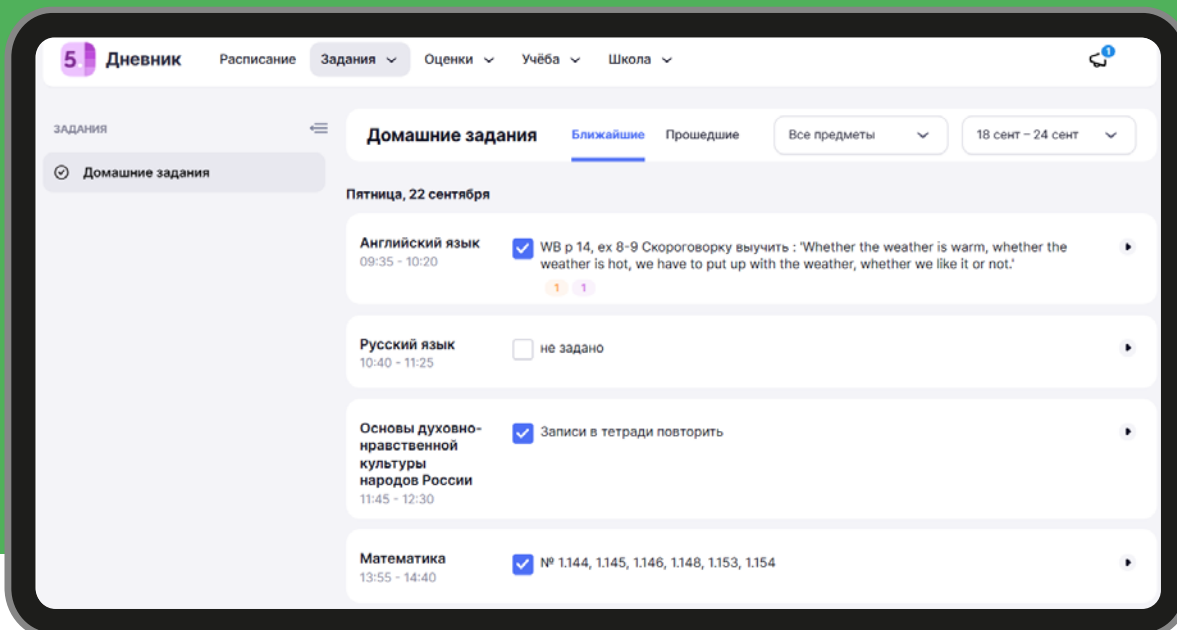 5. Дневник Расписание Задания Оценки Учёба Школа 1
ЗАДАНИЯ
Домашние задания
Домашние задания Ближайшие Прошедшие Все предметы 18 сент – 24 сент
Пятница, 22 сентября
Английский язык
09:35 - 10:20
WB p 14, ex 8-9 Скороговорку выучить : 'Whether the weather is warm, whether the
weather is hot, we have to put up with the weather, whether we like it or not.'
1 1
Русский язык
10:40 - 11:25
не задано
Основы духовно-
нравственной
культуры
народов России
11:45 - 12:30
Записи в тетради повторить
Математика
13:55 - 14:40
№ 1.144, 1.145, 1.146, 1.148, 1.153, 1.154